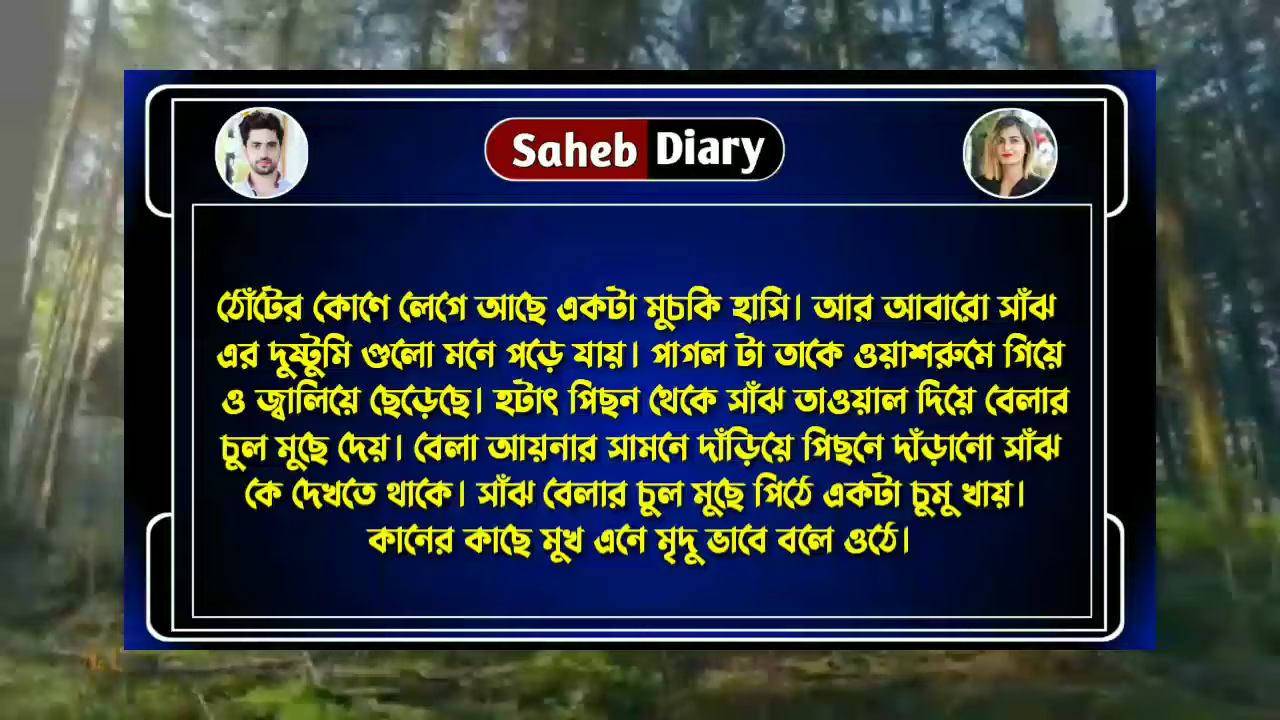 Saheb Diary
ঠোঁটের কোণে লেগে আছে একটা মুচকি হাসি। আর আবারো সাঁঝ
এর দুষ্টুমি গুলো মনে পড়ে যায়। পাগল টা তাকে ওয়াশরুমে গিয়ে
ও জ্বালিয়ে ছেড়েছে। হটাৎ পিছন থেকে সাঁঝ তাওয়াল দিয়ে বেলার
চুল মুছে দেয়। বেলা আয়নার সামনে দাঁড়িয়ে পিছনে দাঁড়ানো সাঁঝ
কে দেখতে থাকে। সাঁঝ বেলার চুল মুছে পিঠে একটা চুমু খায়।
কানের কাছে মুখ এনে মৃদু ভাবে বলে ওঠে।